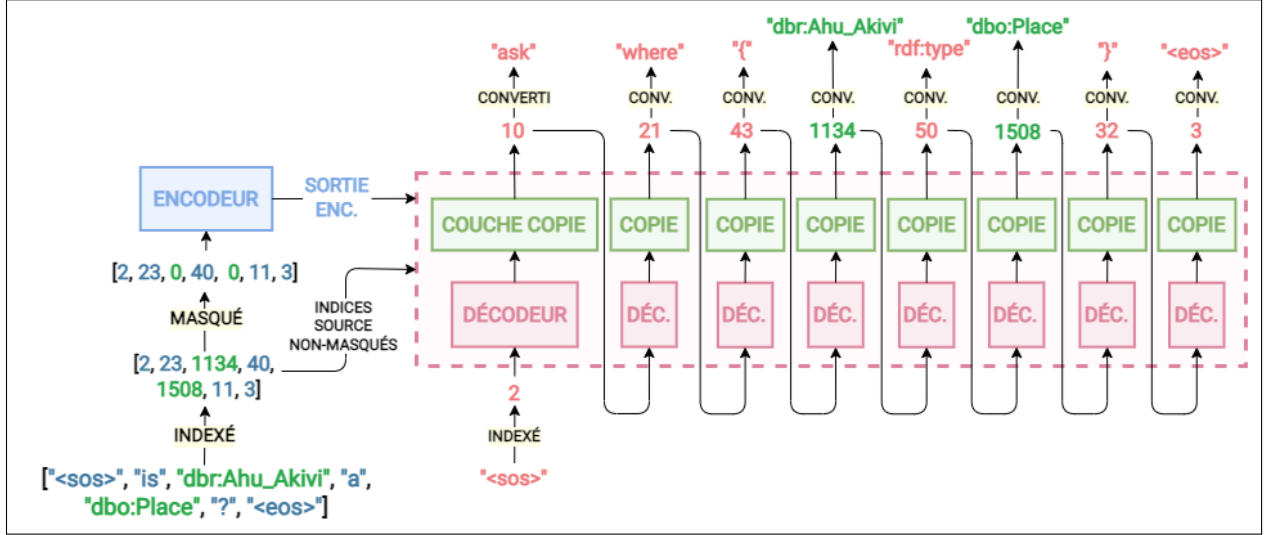 "dbr:Ahu_Akivi" "dbo:Place"
"ask" "where" "{" "rdf:type" "}" "<eos>"
CONVERTI CONV. CONV. CONV. CONV. CONV. CONV. CONV.
10 21 43 1134 50 1508 32 3
ENCODEUR
SORTIE
ENC.
COUCHE COPIE COPIE COPIE COPIE COPIE COPIE COPIE COPIE
[2, 23, 0, 40, 0, 11, 3]
MASQUÉ
INDICES
SOURCE
NON-MASQUÉS
DÉCODEUR DÉC. DÉC. DÉC. DÉC. DÉC. DÉC. DÉC.
[2, 23, 1134, 40,
1508, 11, 3]
2
INDEXÉ
INDEXÉ
["<sos>", "is", "dbr:Ahu_Akivi", "a",
"dbo:Place", "?", "<eos>"]
"<sos>"